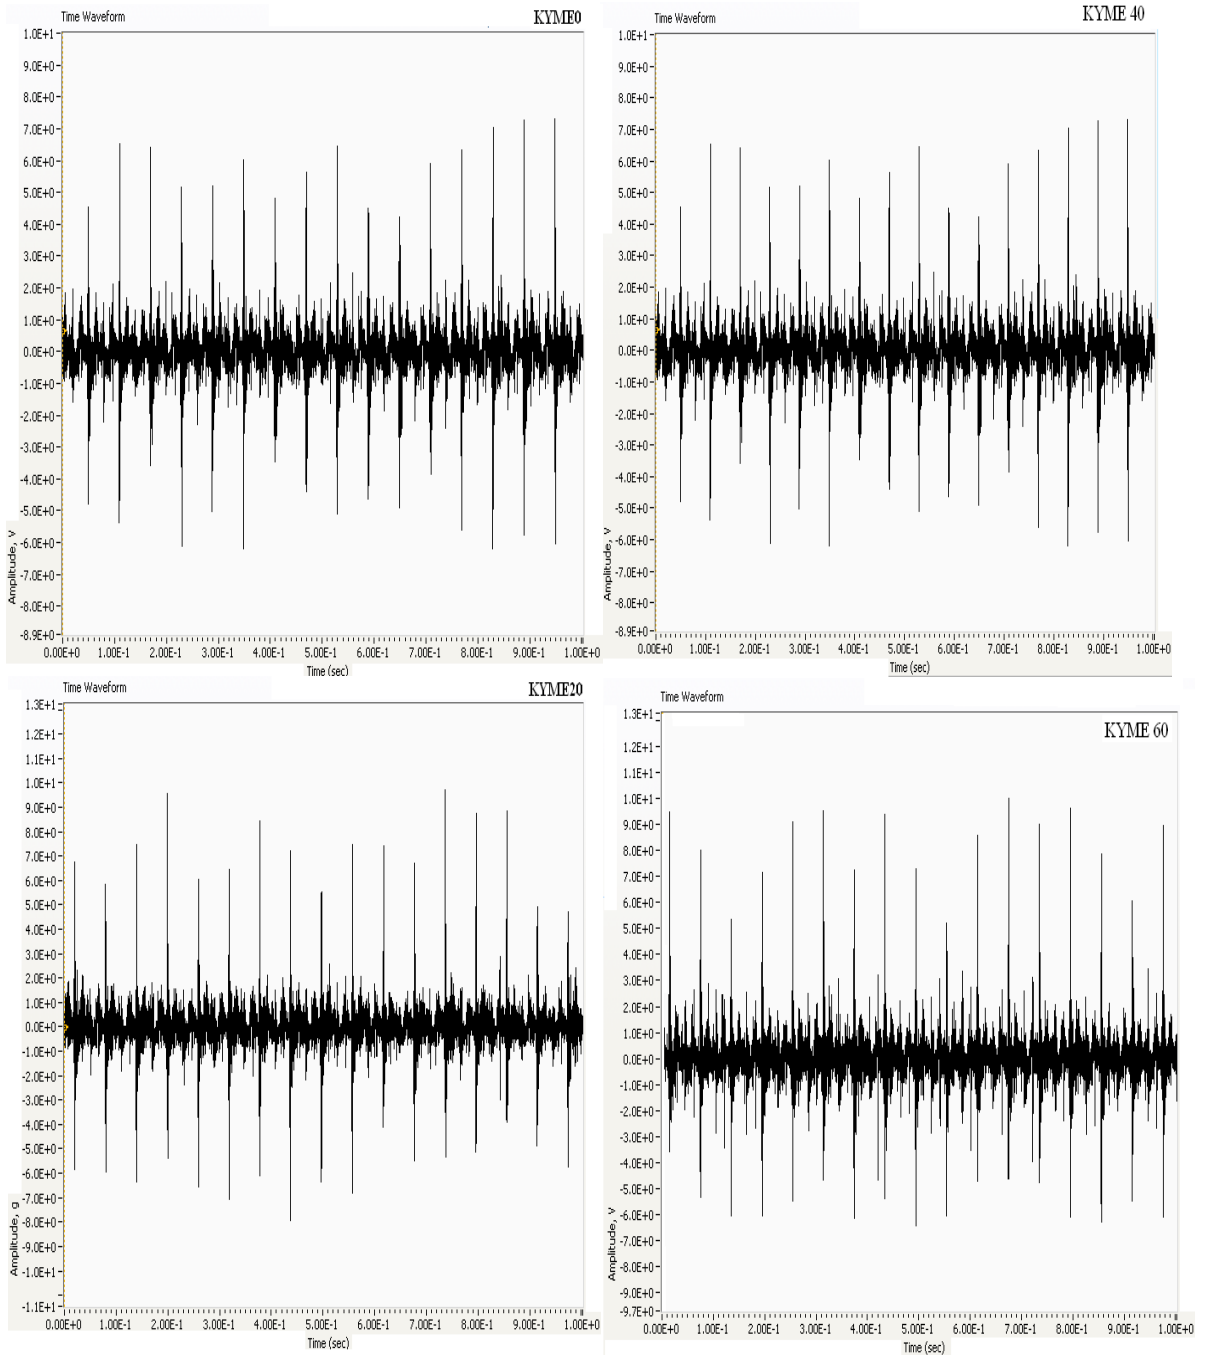 Time Waveform KYME0
1.0E+1
9.0E+0
8.0E+0
7.0E+0
6.0E+0
5.0E+0
4.0E+0
3.0E+0
2.0E+0
1.0E+0
0.0E+0
-1.0E+0
-2.0E+0
-3.0E+0
-4.0E+0
-5.0E+0
-6.0E+0
-7.0E+0
-8.0E+0
-8.9E+0
Amplitude, V
0.00E+0 1.00E-1 2.00E-1 3.00E-1 4.00E-1 5.00E-1 6.00E-1 7.00E-1 8.00E-1 9.00E-1 1.00E+0
Time (sec)
Time Waveform KYME 40
1.0E+1
9.0E+0
8.0E+0
7.0E+0
6.0E+0
5.0E+0
4.0E+0
3.0E+0
2.0E+0
1.0E+0
0.0E+0
-1.0E+0
-2.0E+0
-3.0E+0
-4.0E+0
-5.0E+0
-6.0E+0
-7.0E+0
-8.0E+0
-8.9E+0
Amplitude, V
0.00E+0 1.00E-1 2.00E-1 3.00E-1 4.00E-1 5.00E-1 6.00E-1 7.00E-1 8.00E-1 9.00E-1 1.00E+0
Time (sec)
Time Waveform KYME20
1.3E+1
1.2E+1
1.1E+1
1.0E+1
9.0E+0
8.0E+0
7.0E+0
6.0E+0
5.0E+0
4.0E+0
3.0E+0
2.0E+0
1.0E+0
0.0E+0
-1.0E+0
-2.0E+0
-3.0E+0
-4.0E+0
-5.0E+0
-6.0E+0
-7.0E+0
-8.0E+0
-9.0E+0
-1.0E+1
-1.1E+1
Amplitude, g
0.00E+0 1.00E-1 2.00E-1 3.00E-1 4.00E-1 5.00E-1 6.00E-1 7.00E-1 8.00E-1 9.00E-1 1.00E+0
Time (sec)
Time Waveform
KYME 60
1.3E+1
1.2E+1
1.1E+1
1.0E+1
9.0E+0
8.0E+0
7.0E+0
6.0E+0
5.0E+0
4.0E+0
3.0E+0
2.0E+0
1.0E+0
0.0E+0
-1.0E+0
-2.0E+0
-3.0E+0
-4.0E+0
-5.0E+0
-6.0E+0
-7.0E+0
-8.0E+0
-9.7E+0
Amplitude, V
0.00E+0 1.00E-1 2.00E-1 3.00E-1 4.00E-1 5.00E-1 6.00E-1 7.00E-1 8.00E-1 9.00E-1 1.00E+0
Time (sec)